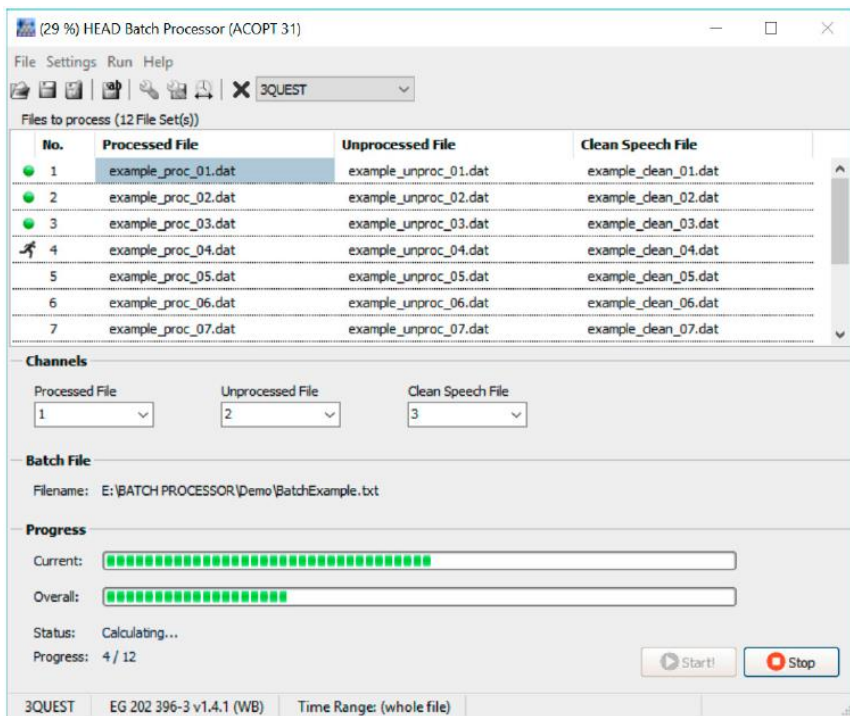 (29 %) HEAD Batch Processor (ACOPT 31)
File Settings Run Help
ab 3QUEST
Files to process (12 File Set(s))
No. Processed File Unprocessed File Clean Speech File
1 example_proc_01.dat example_unproc_01.dat example_clean_01.dat
2 example_proc_02.dat example_unproc_02.dat example_clean_02.dat
3 example_proc_03.dat example_unproc_03.dat example_clean_03.dat
4 example_proc_04.dat example_unproc_04.dat example_clean_04.dat
5 example_proc_05.dat example_unproc_05.dat example_clean_05.dat
6 example_proc_06.dat example_unproc_06.dat example_clean_06.dat
7 example_proc_07.dat example_unproc_07.dat example_clean_07.dat
Channels
Processed File Unprocessed File Clean Speech File
1 2 3
Batch File
Filename: E:\BATCH PROCESSOR\Demo\BatchExample.txt
Progress
Current:
Overall:
Status: Calculating...
Progress: 4 / 12
Start! Stop
3QUEST EG 202 396-3 v1.4.1 (WB) Time Range: (whole file)